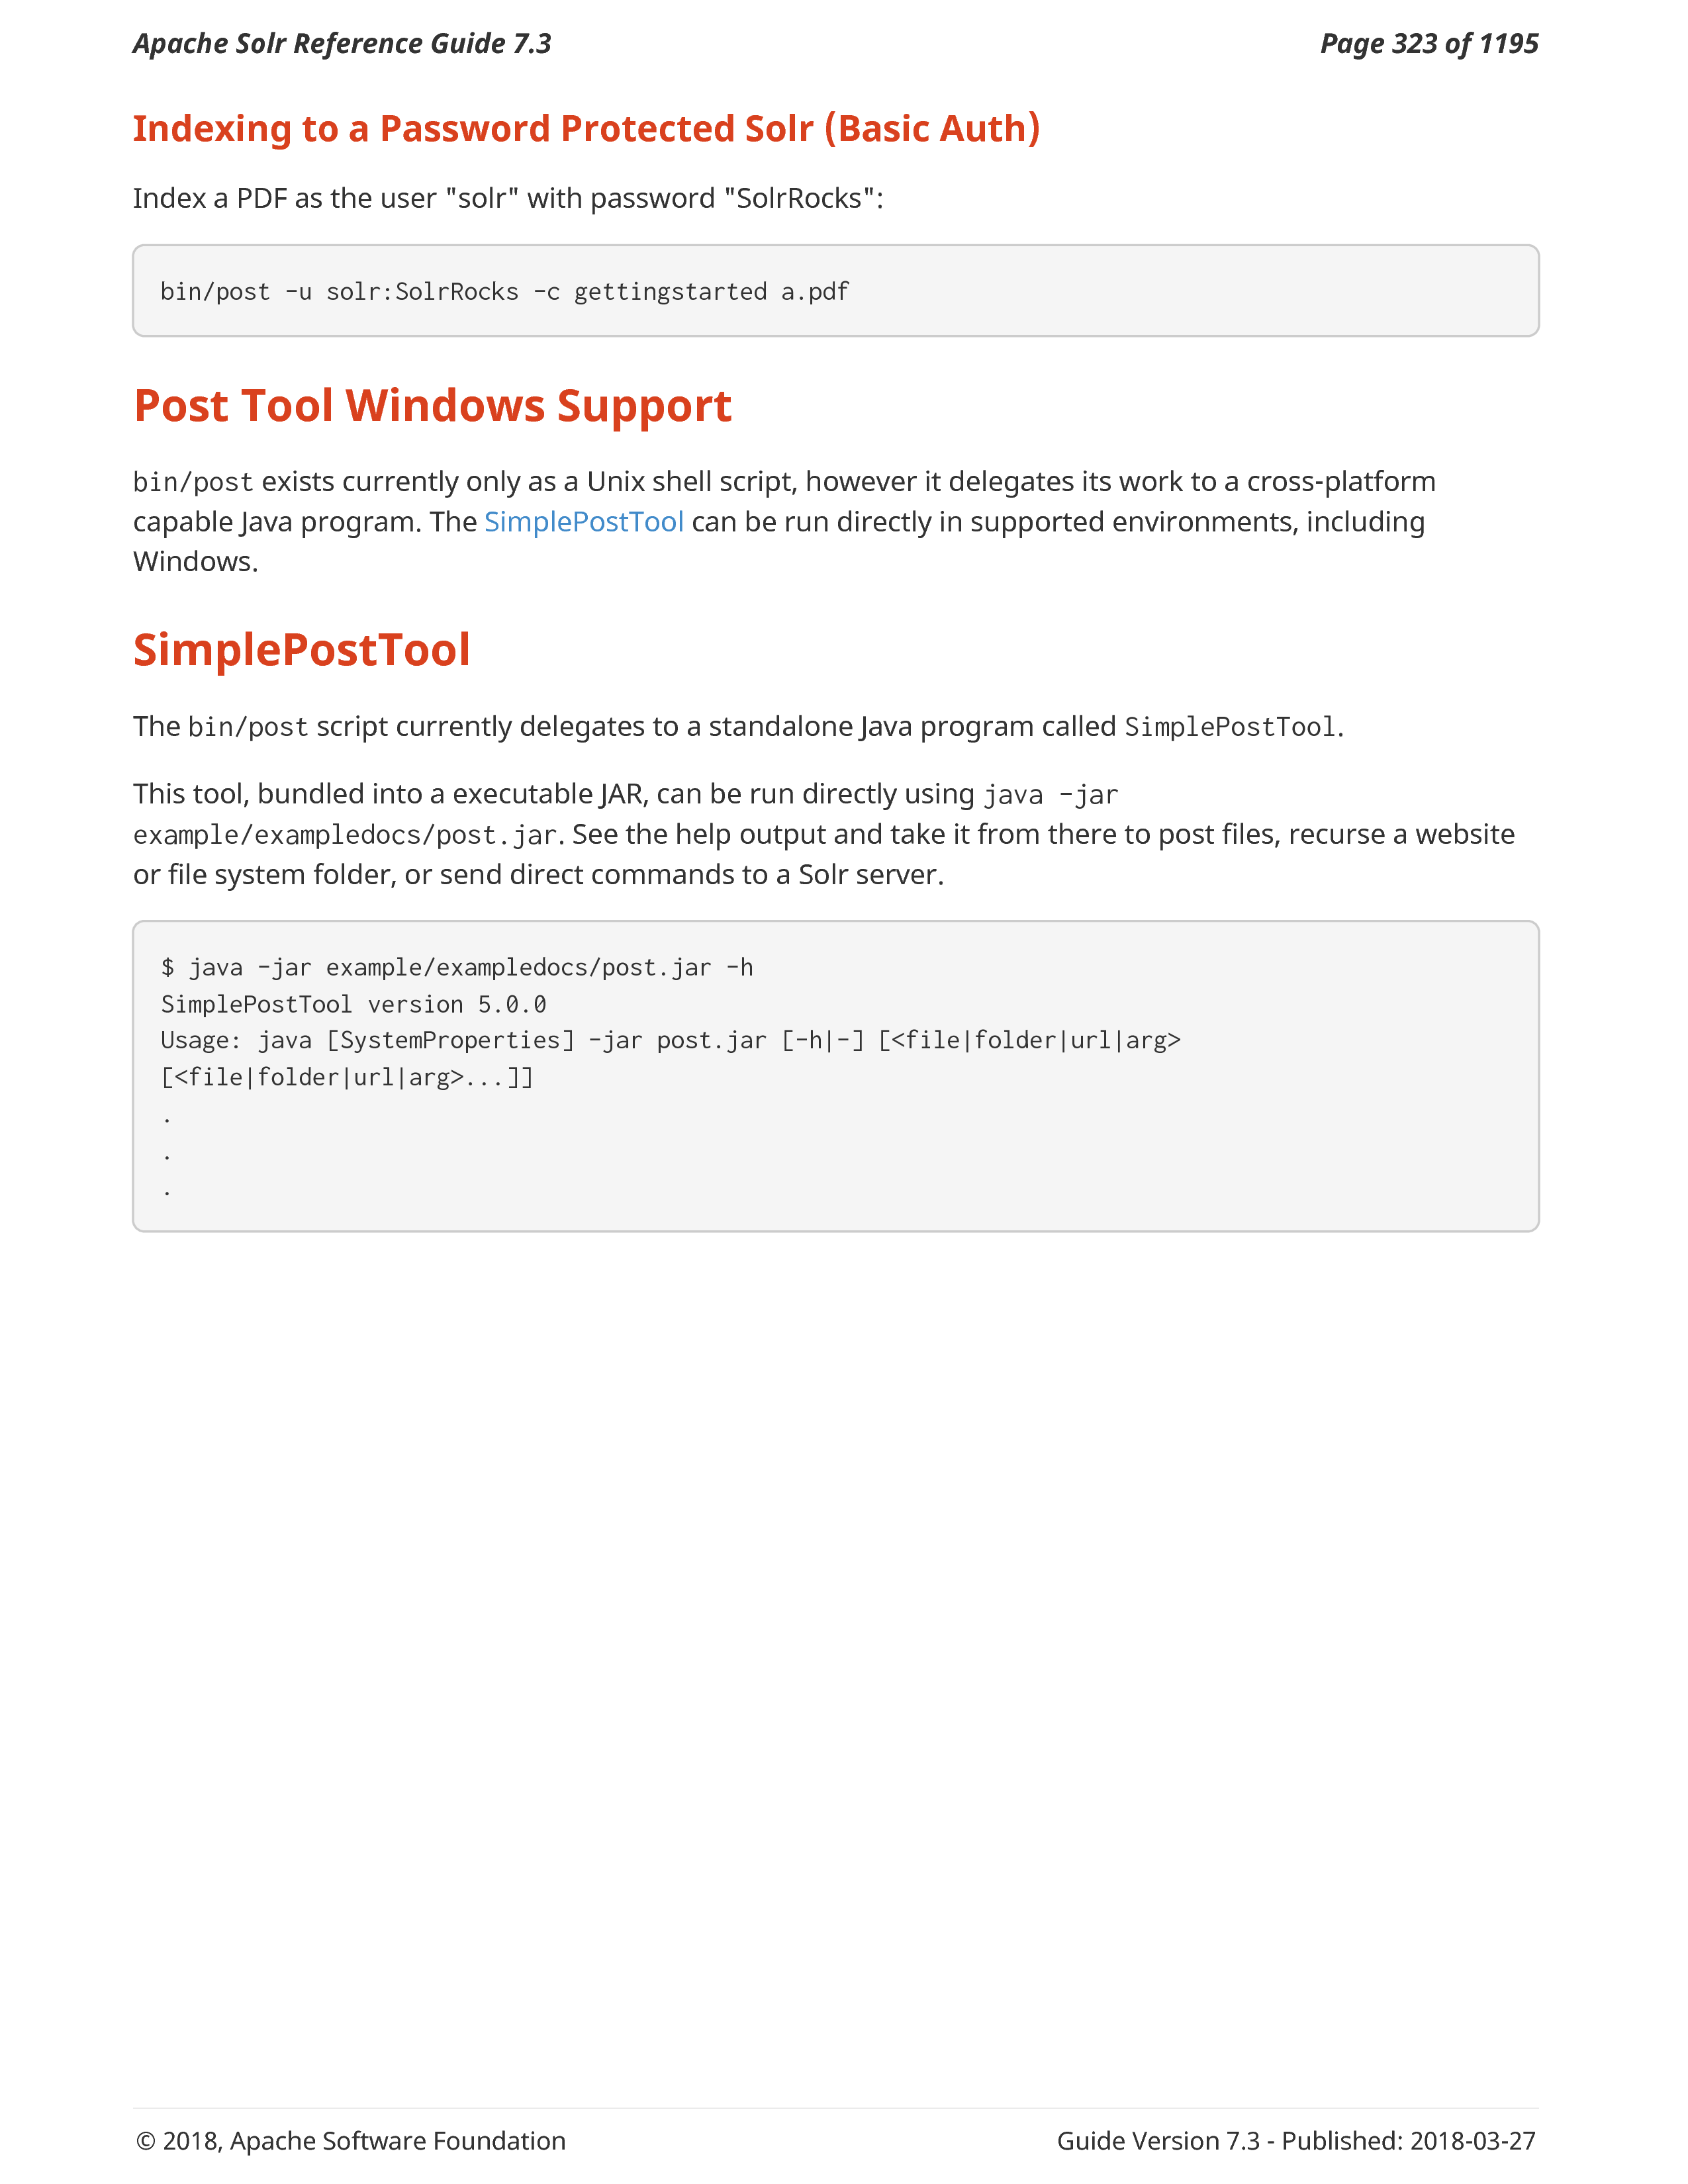 Apache Solr Reference Guide 7.3
Page 323 of 1195
Indexing to a Password Protected Solr (Basic Auth)
Index a PDF as the user "solr" with password "SolrRocks":
bin/post -u solr:SolrRocks -c gettingstarted a.pdf
Post Tool Windows Support
bin/post exists currently only as a Unix shell script, however it delegates its work to a cross-platform
capable Java program. The SimplePostTool can be run directly in supported environments, including
Windows.
SimplePostTool
The bin/post script currently delegates to a standalone Java program called SimplePostTool.
This tool, bundled into a executable JAR, can be run directly using java -jar
example/exampledocs/post.jar. See the help output and take it from there to post files, recurse a website
or file system folder, or send direct commands to a Solr server.
$ java -jar example/exampledocs/post.jar -h
SimplePostTool version 5.0.0
Usage: java [SystemProperties] -jar post.jar [-h|-] [<file|folder|url|arg>
[<file|folder|url|arg>...]]
.
.
.
© 2018, Apache Software Foundation
Guide Version 7.3 - Published: 2018-03-27